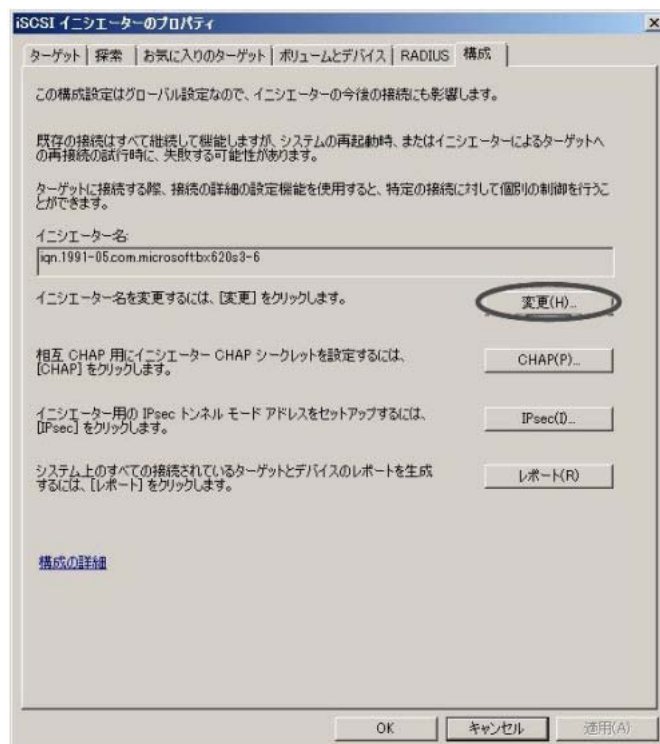 iSCSI イニシエーターのプロパティ
ターゲット 探索 お気に入りのターゲット ボリュームとデバイス RADIUS 構成
この構成設定はグローバル設定なので、イニシエーターの今後の接続にも影響します。
既存の接続はすべて継続して機能しますが、システムの再起動時、またはイニシエーターによるターゲットへ
の再接続の試行時に、失敗する可能性があります。
ターゲットに接続する際、接続の詳細の設定機能を使用すると、特定の接続に対して個別の制御を行うこ
とができます。
イニシエーター名:
iqn.1991-05.com.microsoftbx620s3-6
イニシエーター名を変更するには、[変更] をクリックします。
変更(H)...
相互 CHAP 用にイニシエーター CHAP シークレットを設定するには、
[CHAP] をクリックします。
CHAP(P)...
イニシエーター用の IPsec トンネル モード アドレスをセットアップするには、
[IPsec] をクリックします。
IPsec(I)...
システム上のすべての接続されているターゲットとデバイスのレポートを生成
するには、[レポート] をクリックします。
レポート(R)
構成の詳細
OK キャンセル 適用(A)